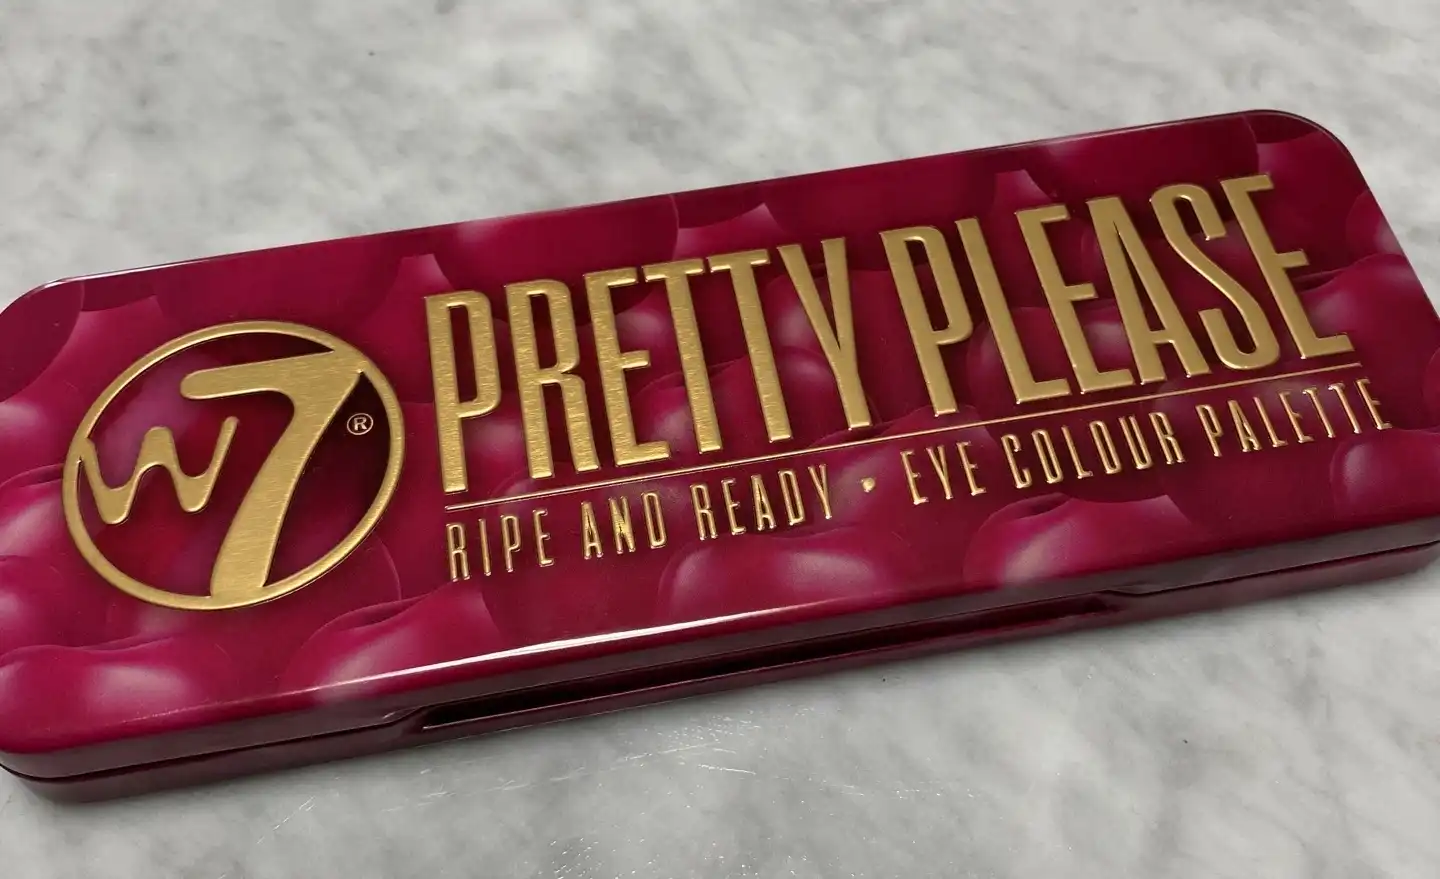 W7®
PRETTY PLEASE
RIPE AND READY • EYE COLOUR PALETTE